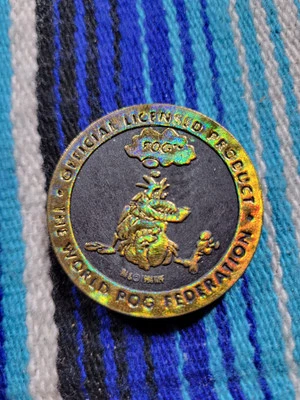 OFFICIAL LICENSED PRODUCT
POG
THE WORLD POG FEDERATION